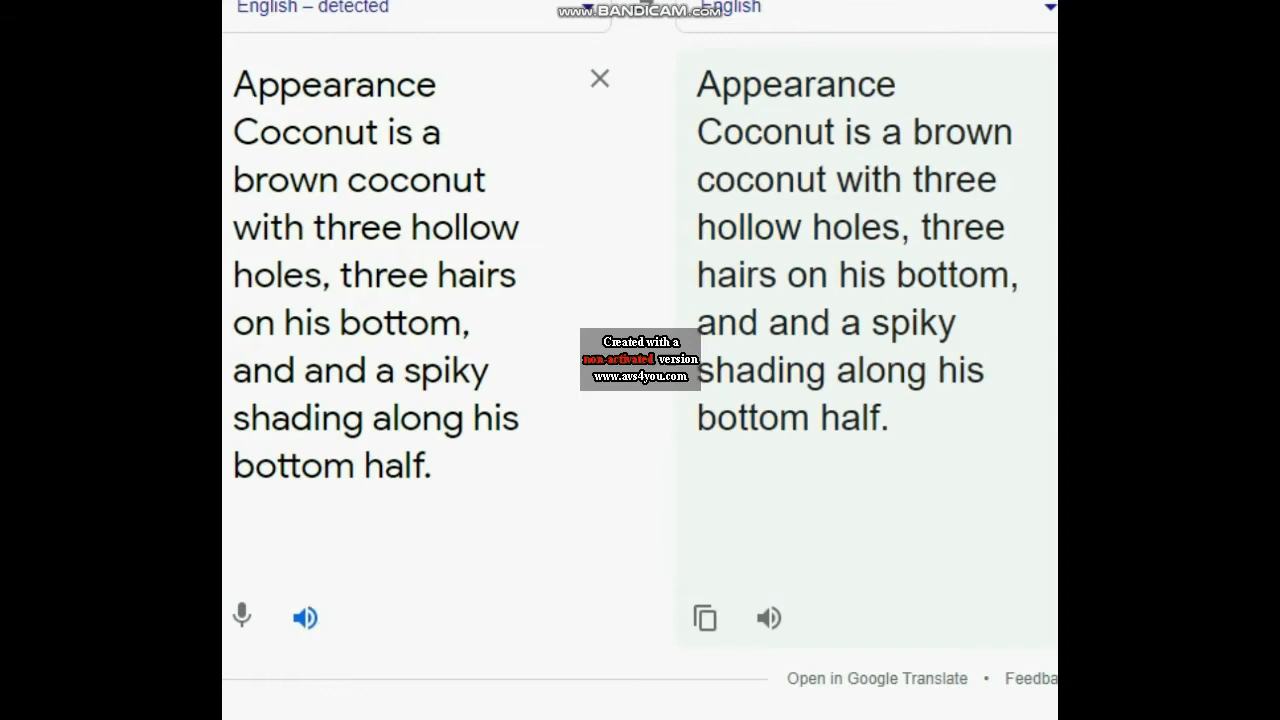 English – detected
www.BANDICAM.com
English
Appearance
Coconut is a
brown coconut
with three hollow
holes, three hairs
on his bottom,
and and a spiky
shading along his
bottom half.
Appearance
Coconut is a brown
coconut with three
hollow holes, three
hairs on his bottom,
and and a spiky
shading along his
bottom half.
Created with a
non-activated version
www.avs4you.com
Open in Google Translate • Feedba